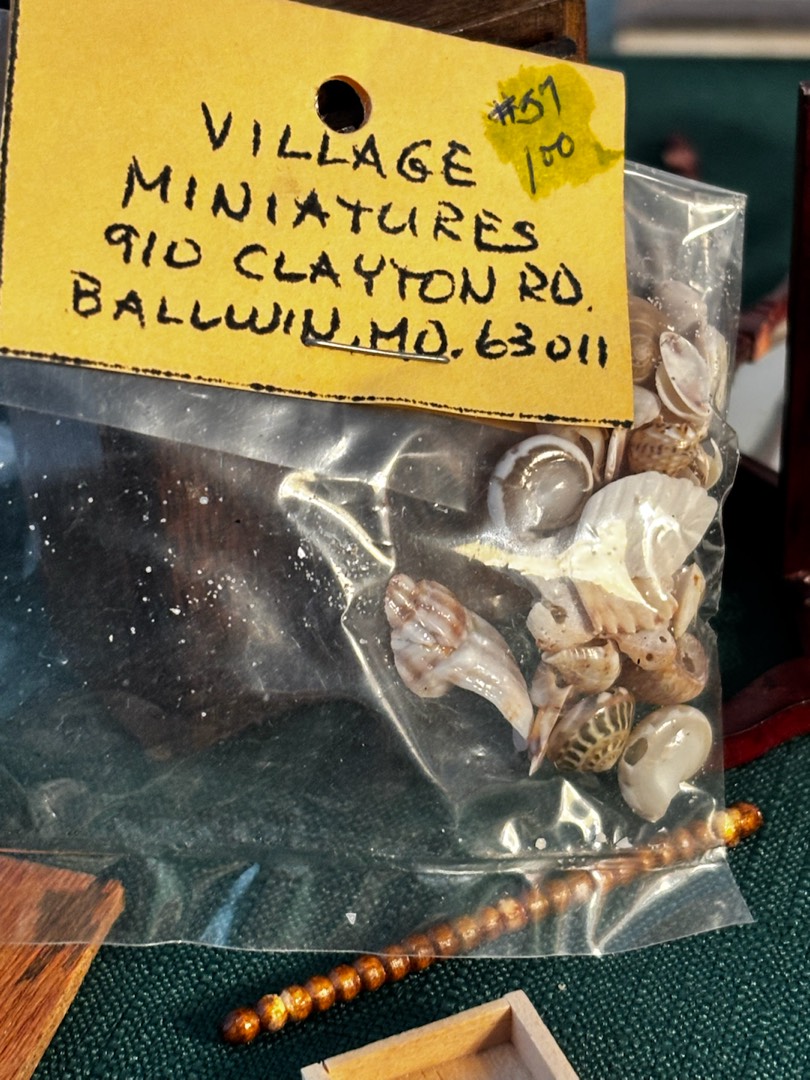 #57
1.00
VILLAGE
MINIATURES
910 CLAYTON RD.
BALLWIN, MO. 63011